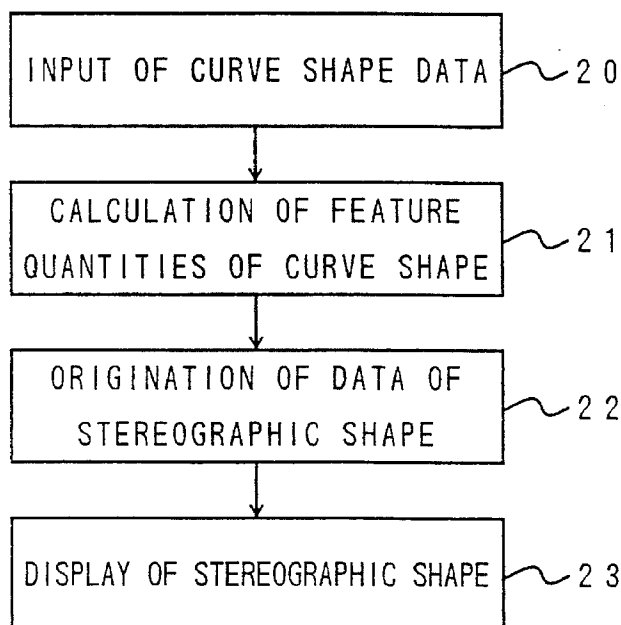 INPUT OF CURVE SHAPE DATA 20
CALCULATION OF FEATURE
QUANTITIES OF CURVE SHAPE 21
ORIGINATION OF DATA OF
STEREOGRAPHIC SHAPE 22
DISPLAY OF STEREOGRAPHIC SHAPE 23